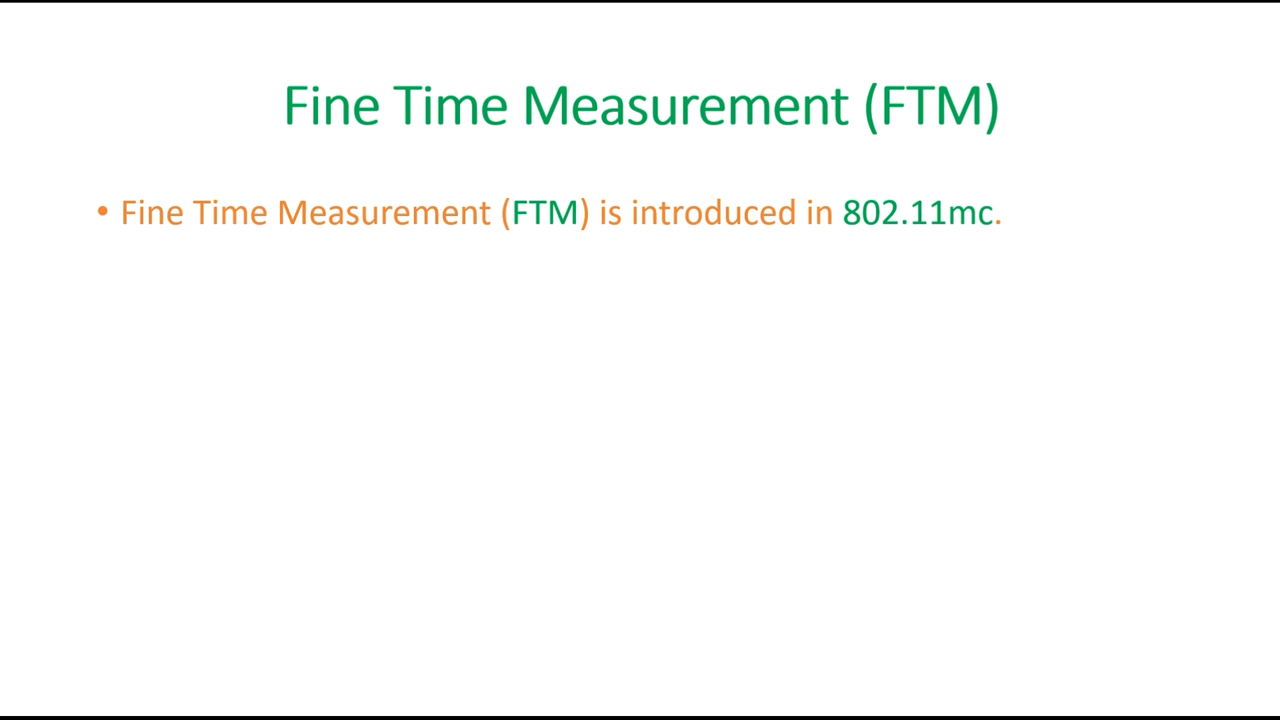 Fine Time Measurement (FTM)
• Fine Time Measurement (FTM) is introduced in 802.11mc.